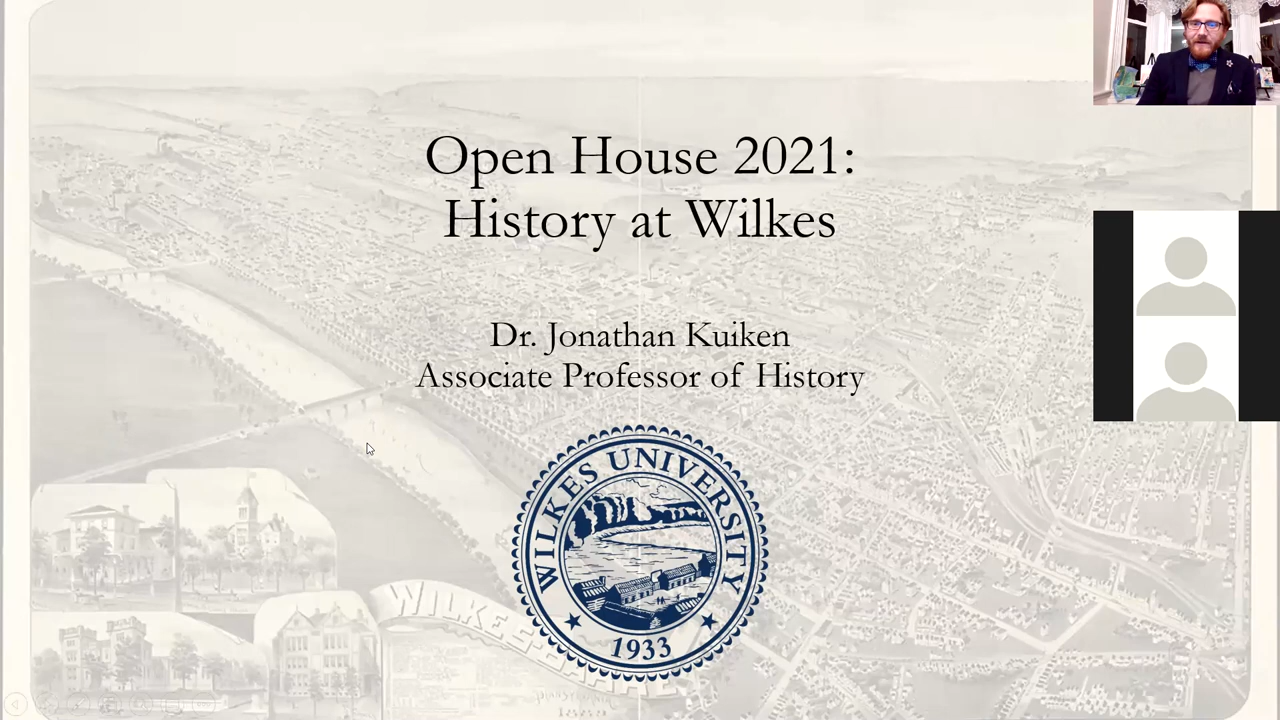 Open House 2021:
History at Wilkes
Dr. Jonathan Kuiken
Associate Professor of History
WILKES UNIVERSITY
1933